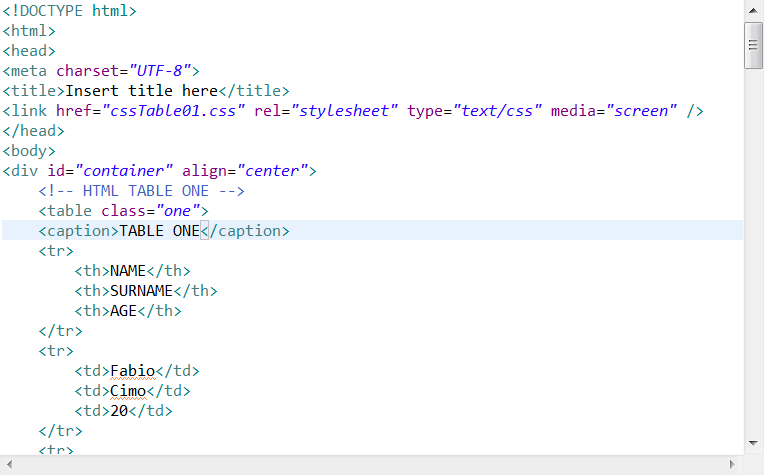 <!DOCTYPE html>
<html>
<head>
<meta charset="UTF-8">
<title>Insert title here</title>
<link href="cssTable01.css" rel="stylesheet" type="text/css" media="screen" />
</head>
<body>
<div id="container" align="center">
<!-- HTML TABLE ONE -->
<table class="one">
<caption>TABLE ONE</caption>
<tr>
<th>NAME</th>
<th>SURNAME</th>
<th>AGE</th>
</tr>
<tr>
<td>Fabio</td>
<td>Cimo</td>
<td>20</td>
</tr>
<tr>